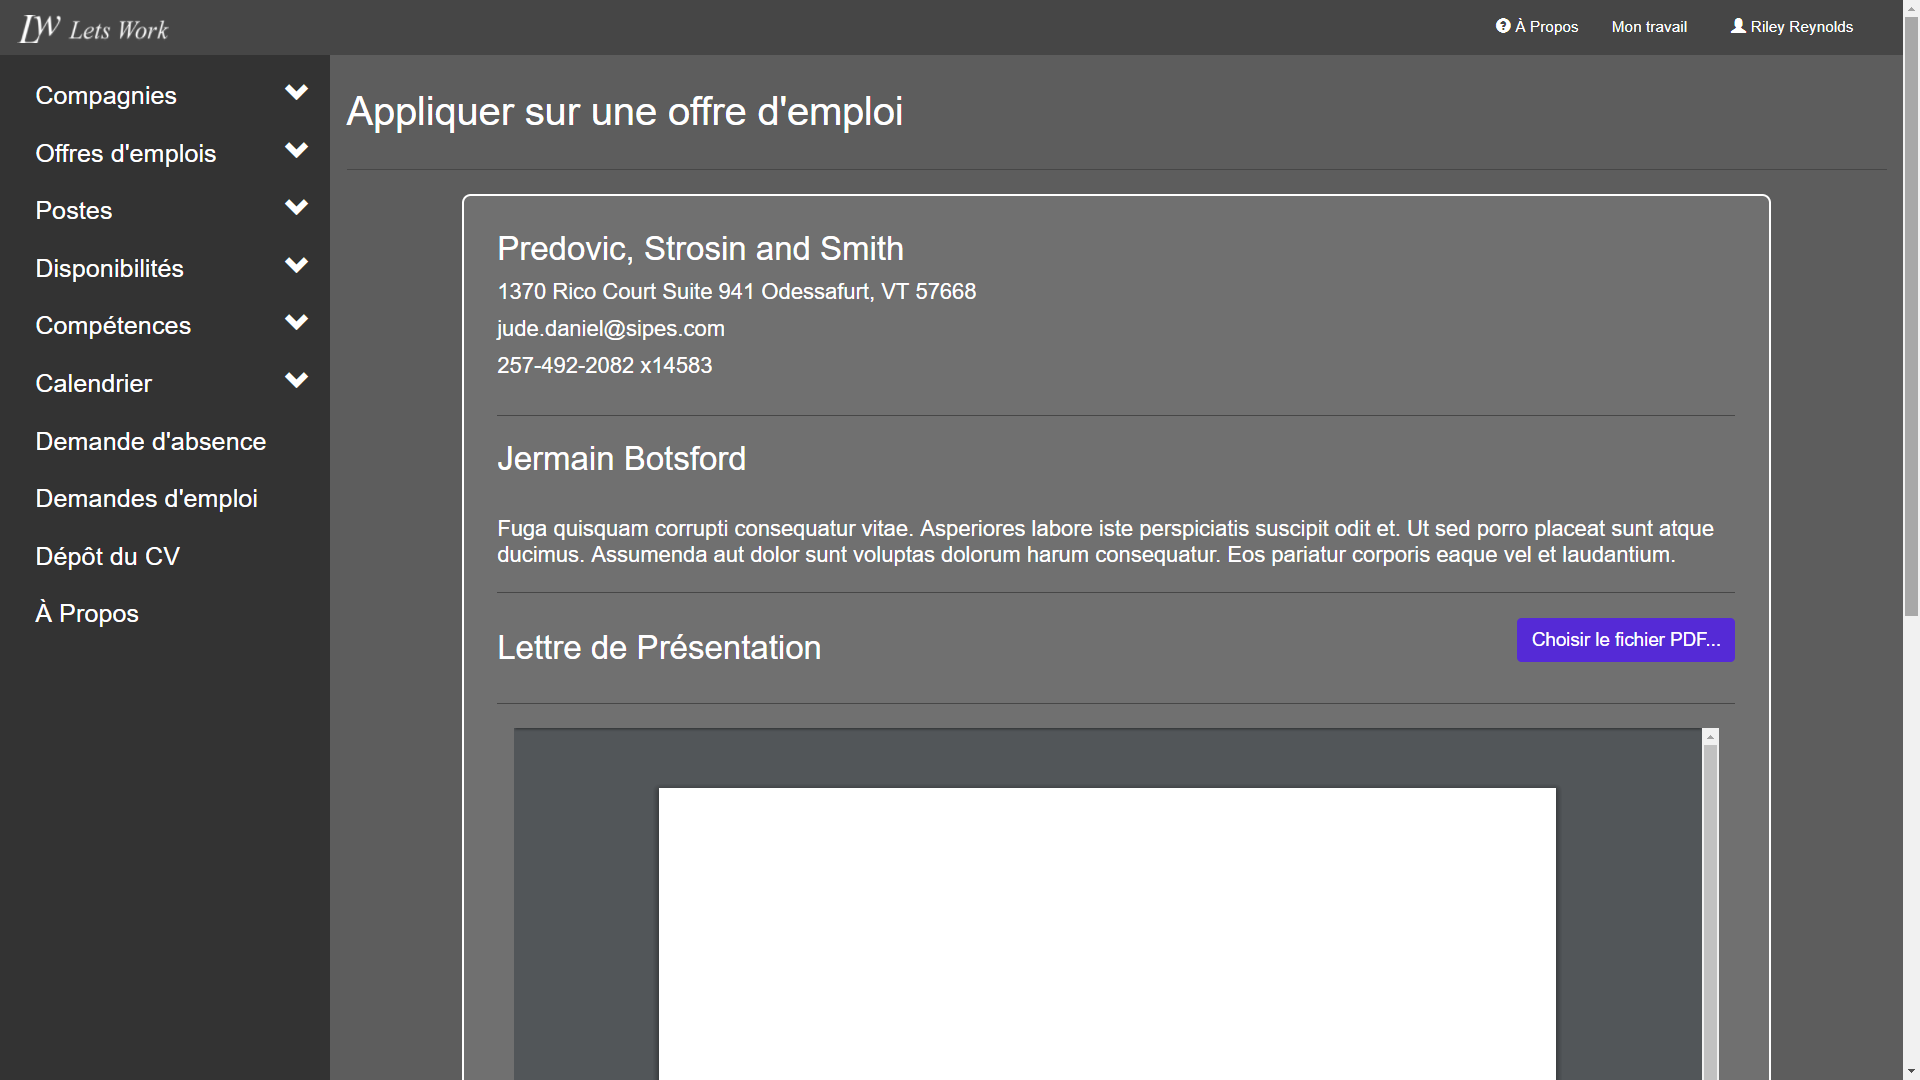 LW Lets Work
À Propos
Mon travail
Riley Reynolds
Compagnies
Offres d'emplois
Postes
Disponibilités
Compétences
Calendrier
Demande d'absence
Demandes d'emploi
Dépôt du CV
À Propos
Appliquer sur une offre d'emploi
Predovic, Strosin and Smith
1370 Rico Court Suite 941 Odessafurt, VT 57668
jude.daniel@sipes.com
257-492-2082 x14583
Jermain Botsford
Fuga quisquam corrupti consequatur vitae. Asperiores labore iste perspiciatis suscipit odit et. Ut sed porro placeat sunt atque
ducimus. Assumenda aut dolor sunt voluptas dolorum harum consequatur. Eos pariatur corporis eaque vel et laudantium.
Lettre de Présentation
Choisir le fichier PDF...